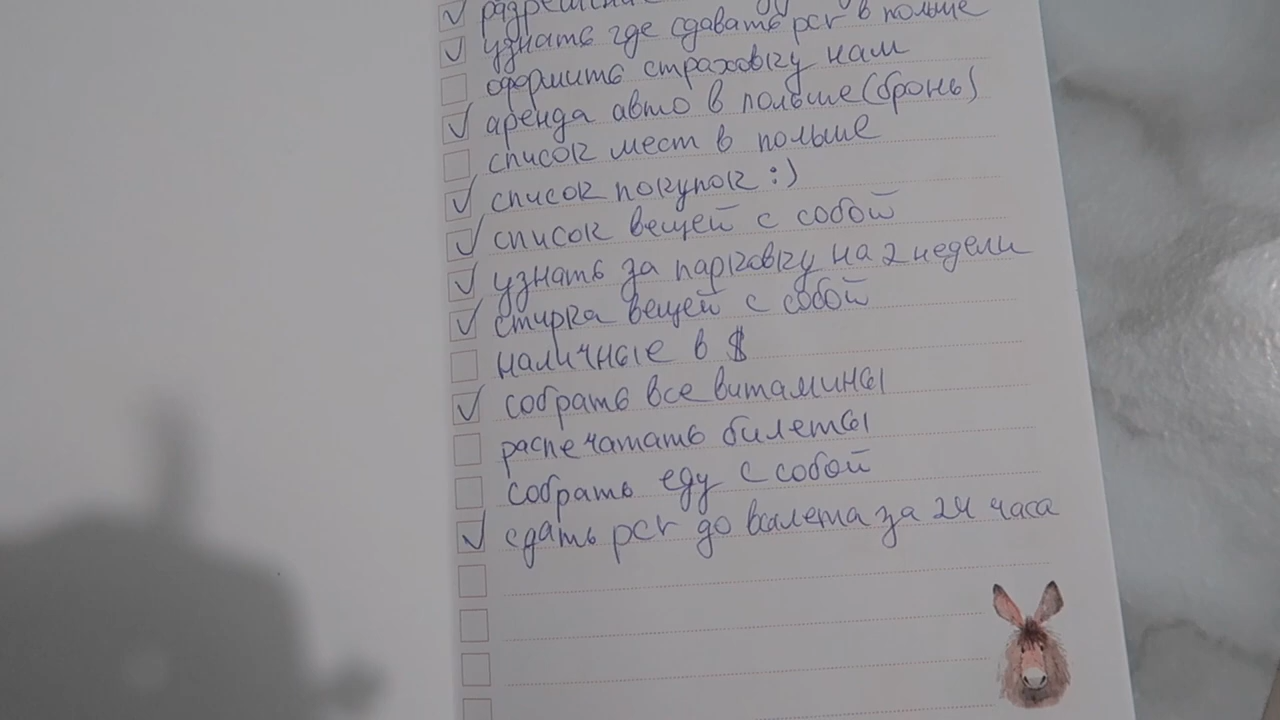 узнать где сдавать pcr в польше
оформить страховку нам
аренда авто в польше (бронь)
список мест в польше
список покупок :)
список вещей с собой
узнать за парковку на 2 недели
стирка вещей с собой
наличные в $
собрать все витамины
распечатать билеты
собрать еду с собой
сдать pcr до вылета за 24 часа